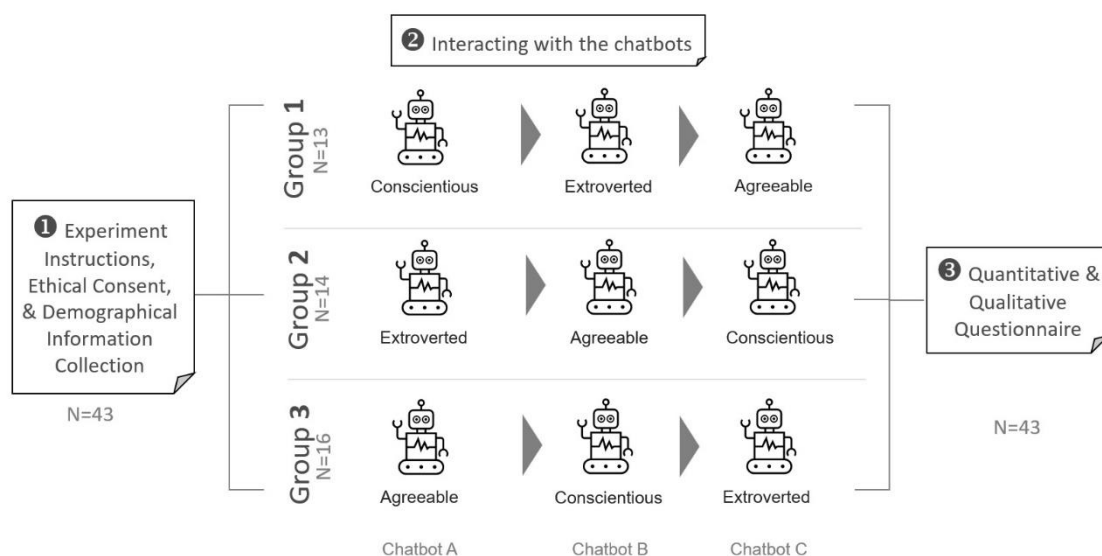 ❷ Interacting with the chatbots
❶ Experiment
Instructions,
Ethical Consent,
& Demographical
Information
Collection
N=43
Group 1
N=13
Conscientious
Extroverted
Agreeable
Group 2
N=14
Extroverted
Agreeable
Conscientious
Group 3
N=16
Agreeable
Conscientious
Extroverted
Chatbot A
Chatbot B
Chatbot C
❸ Quantitative &
Qualitative
Questionnaire
N=43